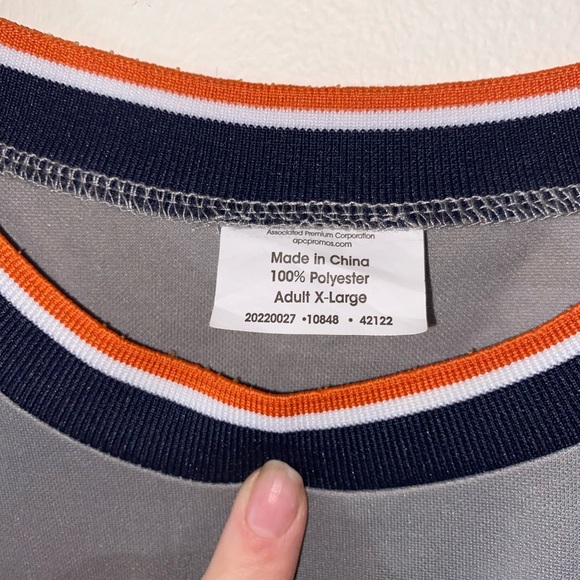 Associated Premium Corporation
apcpromos.com
Made in China
100% Polyester
Adult X-Large
20220027 •10848 • 42122